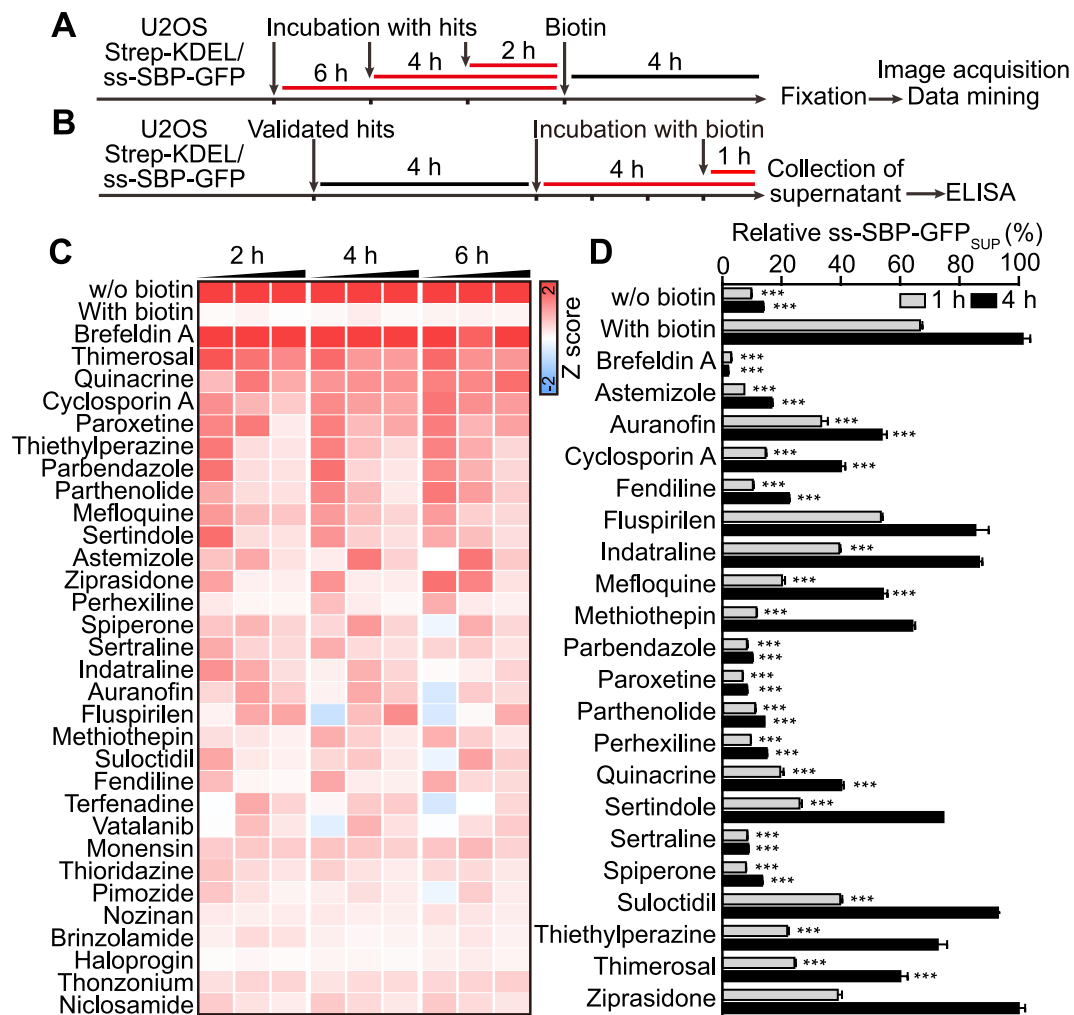 A
U2OS
Strep-KDEL/
ss-SBP-GFP
Incubation with hits
Biotin
2 h
4 h
6 h
4 h
Fixation
Image acquisition
Data mining
B
U2OS
Strep-KDEL/
ss-SBP-GFP
Validated hits
Incubation with biotin
4 h
4 h
1 h
Collection of
supernatant
ELISA
C
2 h
4 h
6 h
w/o biotin
With biotin
Brefeldin A
Thimerosal
Quinacrine
Cyclosporin A
Paroxetine
Thiethylperazine
Parbendazole
Parthenolide
Mefloquine
Sertindole
Astemizole
Ziprasidone
Perhexiline
Spiperone
Sertraline
Indatraline
Auranofin
Fluspirilen
Methiothepin
Suloctidil
Fendiline
Terfenadine
Vatalanib
Monensin
Thioridazine
Pimozide
Nozinan
Brinzolamide
Haloprogin
Thonzonium
Niclosamide
2
-2
Z score
D
Relative ss-SBP-GFPSUP (%)
0 20 40 60 80 100
1 h 4 h
w/o biotin ***
***
With biotin
Brefeldin A ***
***
Astemizole ***
***
Auranofin ***
***
Cyclosporin A ***
***
Fendiline ***
***
Fluspirilen
Indatraline ***
Mefloquine ***
***
Methiothepin ***
Parbendazole ***
***
Paroxetine ***
***
Parthenolide ***
***
Perhexiline ***
***
Quinacrine ***
***
Sertindole ***
Sertraline ***
***
Spiperone ***
***
Suloctidil ***
Thiethylperazine ***
Thimerosal ***
***
Ziprasidone